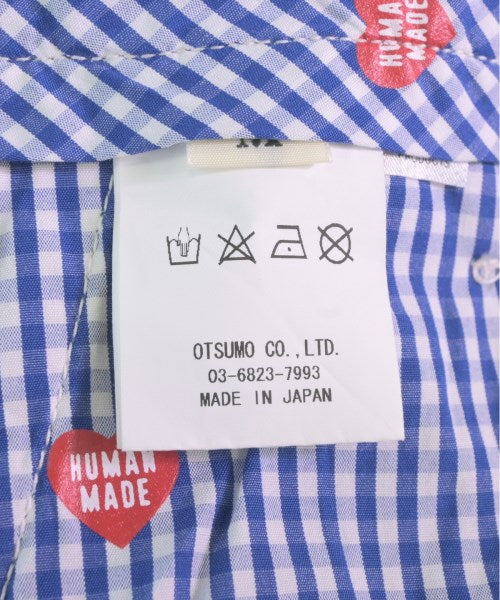 HUMAN
MADE
M
OTSUMO CO.,LTD.
03-6823-7993
MADE IN JAPAN
HUMAN
MADE